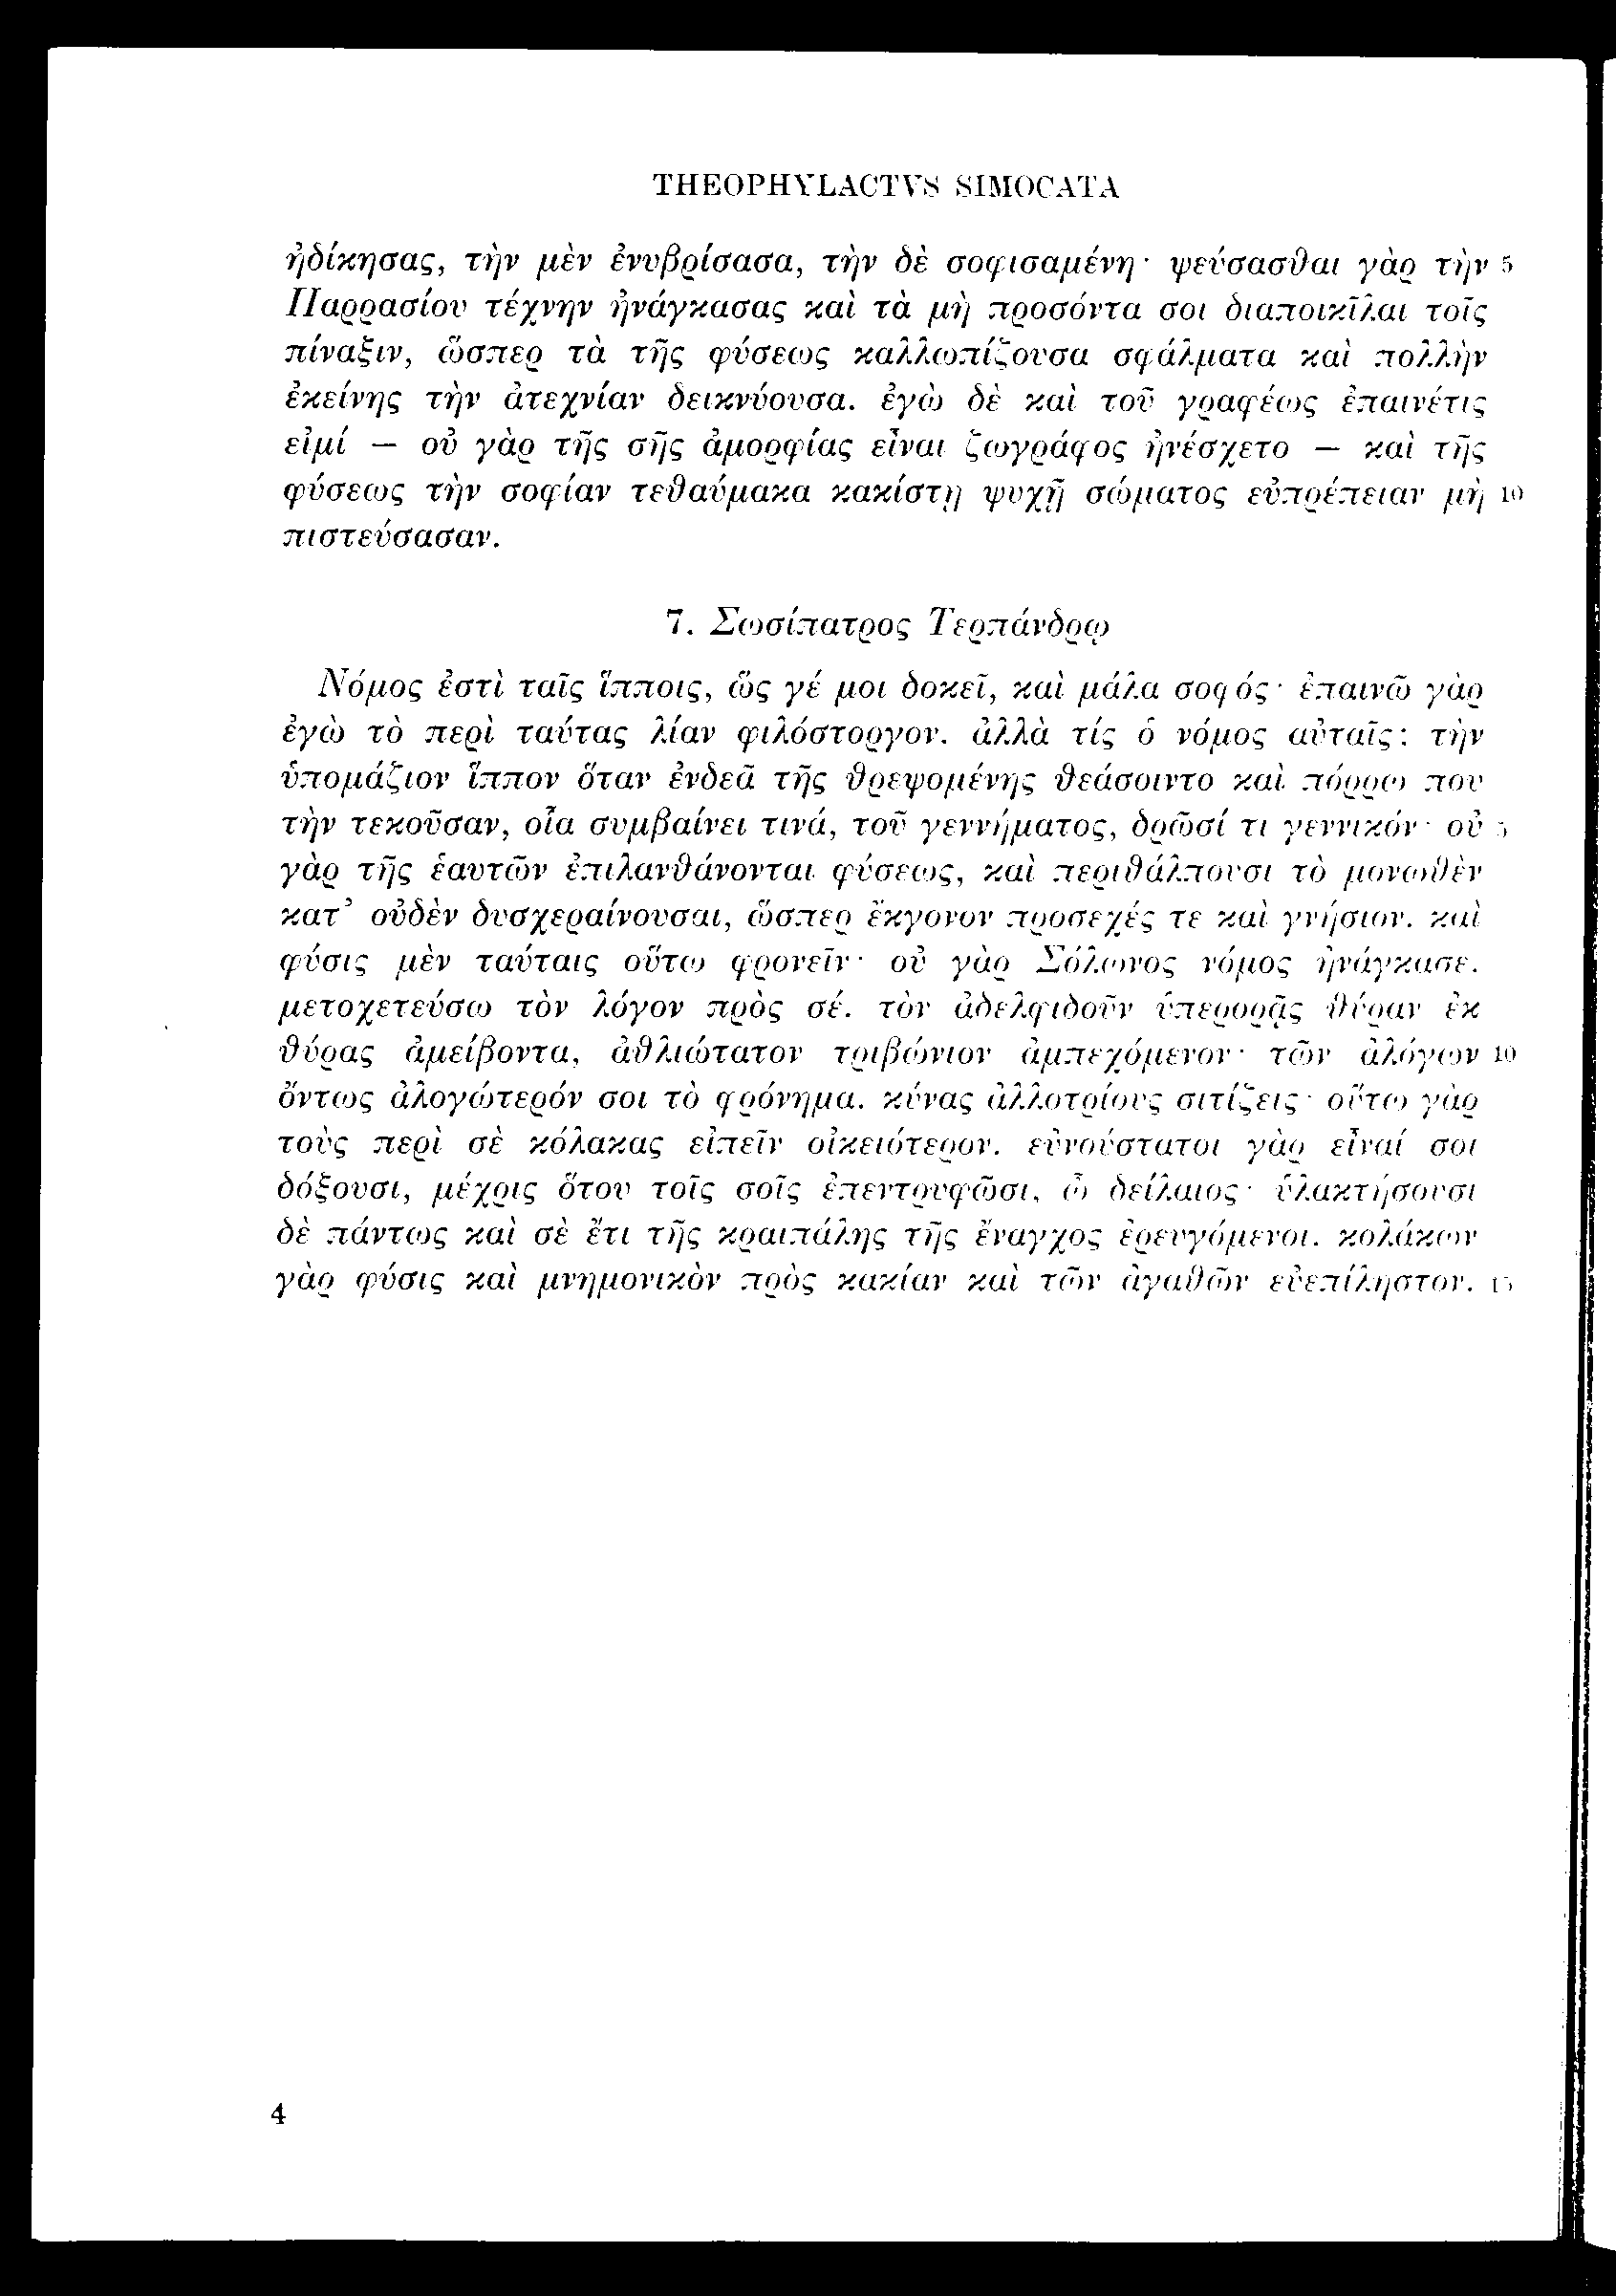 THEOPHYLACTVS SIMOCATA
ἠδίκησας, τὴν μὲν ἐνυβρίσασα, τὴν δὲ σοφισαμένη· ψεύσασθαι γὰρ τὴν 5
Παρρασίου τέχνην ἠνάγκασας καὶ τὰ μὴ προσόντα σοι διαποικῖλαι τοῖς
πίναξιν, ὥσπερ τὰ τῆς φύσεως καλλωπίζουσα σφάλματα καὶ πολλὴν
ἐκείνης τὴν ἀτεχνίαν δεικνύουσα. ἐγὼ δὲ καὶ τοῦ γραφέως ἐπαινέτις
εἰμί — οὐ γὰρ τῆς σῆς ἀμορφίας εἶναι ζωγράφος ἠνέσχετο — καὶ τῆς
φύσεως τὴν σοφίαν τεθαύμακα κακίστῃ ψυχῇ σώματος εὐπρέπειαν μὴ 10
πιστεύσασαν.
7. Σωσίπατρος Τερπάνδρῳ
Νόμος ἐστὶ ταῖς ἵπποις, ὥς γέ μοι δοκεῖ, καὶ μάλα σοφός· ἐπαινῶ γὰρ
ἐγὼ τὸ περὶ ταύτας λίαν φιλόστοργον. ἀλλὰ τίς ὁ νόμος αὐταῖς; τὴν
ὑπομάζιον ἵππον ὅταν ἐνδεᾶ τῆς θρεψομένης θεάσοιντο καὶ πόρρω που
τὴν τεκοῦσαν, οἷα συμβαίνει τινά, τοῦ γεννήματος, δρῶσί τι γεννικόν· οὐ 5
γὰρ τῆς ἑαυτῶν ἐπιλανθάνονται φύσεως, καὶ περιθάλπουσι τὸ μονωθὲν
κατ’ οὐδὲν δυσχεραίνουσαι, ὥσπερ ἔκγονον προσεχές τε καὶ γνήσιον. καὶ
φύσις μὲν ταύταις οὕτω φρονεῖν· οὐ γὰρ Σόλωνος νόμος ἠνάγκασε.
μετοχετεύσω τὸν λόγον πρὸς σέ. τὸν ἀδελφιδοῦν ὑπερορᾷς θύραν ἐκ
θύρας ἀμείβοντα, ἀθλιώτατον τριβώνιον ἀμπεχόμενον· τῶν ἀλόγων 10
ὄντως ἀλογώτερόν σοι τὸ φρόνημα. κύνας ἀλλοτρίους σιτίζεις· οὕτω γὰρ
τοὺς περὶ σὲ κόλακας εἰπεῖν οἰκειότερον. εὐνούστατοι γὰρ εἶναί σοι
δόξουσι, μέχρις ὅτου τοῖς σοῖς ἐπεντρυφῶσι, ὦ δείλαιος· ὑλακτήσουσι
δὲ πάντως καὶ σὲ ἔτι τῆς κραιπάλης τῆς ἔναγχος ἐρευγόμενοι. κολάκων
γὰρ φύσις καὶ μνημονικὸν πρὸς κακίαν καὶ τῶν ἀγαθῶν εὐεπίληστον. 15
4